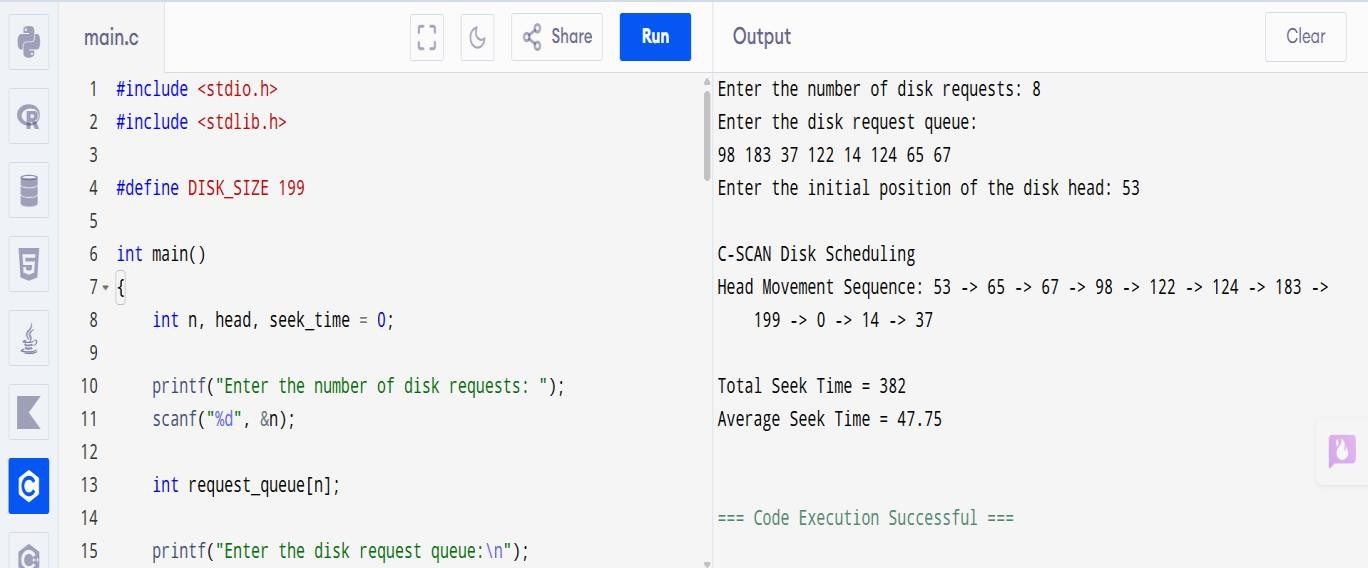 main.c
Share
Run
Output
Clear
1 #include <stdio.h>
2 #include <stdlib.h>
3
4 #define DISK_SIZE 199
5
6 int main()
7 {
8 int n, head, seek_time = 0;
9
10 printf("Enter the number of disk requests: ");
11 scanf("%d", &n);
12
13 int request_queue[n];
14
15 printf("Enter the disk request queue:\n");
Enter the number of disk requests: 8
Enter the disk request queue:
98 183 37 122 14 124 65 67
Enter the initial position of the disk head: 53
C-SCAN Disk Scheduling
Head Movement Sequence: 53 -> 65 -> 67 -> 98 -> 122 -> 124 -> 183 ->
199 -> 0 -> 14 -> 37
Total Seek Time = 382
Average Seek Time = 47.75
=== Code Execution Successful ===